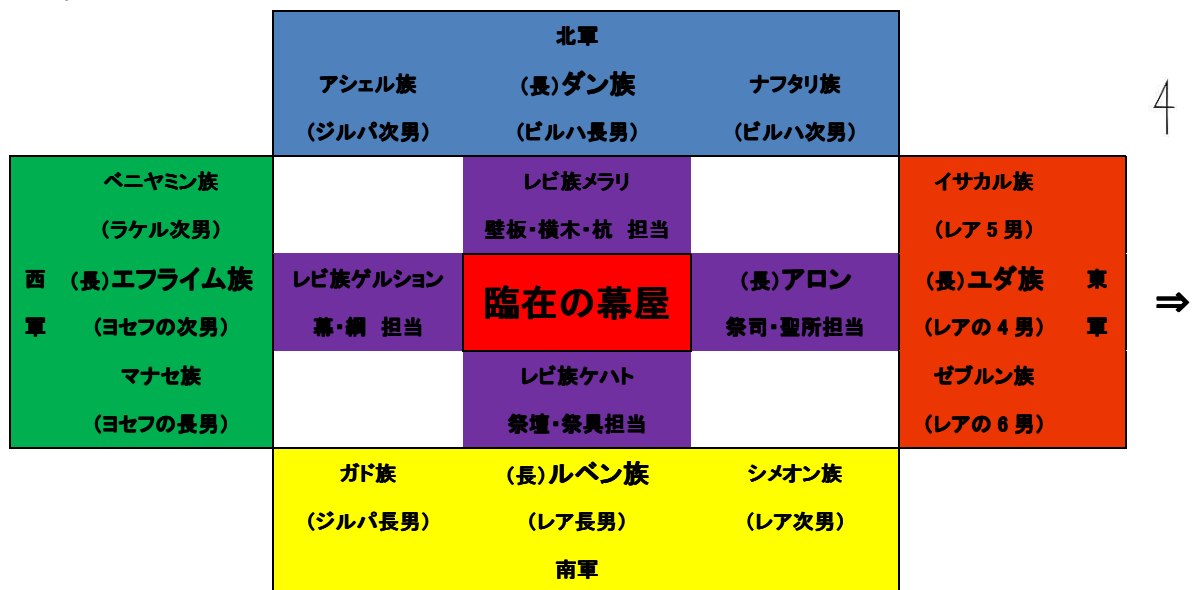 北軍
アシェル族 (長)ダン族 ナフタリ族
(ジルパ次男) (ビルハ長男) (ビルハ次男)
4
ベニヤミン族 レビ族メラリ イサカル族
(ラケル次男) 壁板・横木・杭 担当 (レア5男)
西 (長)エフライム族 レビ族ゲルション 臨在の幕屋 (長)アロン (長)ユダ族 東
軍 (ヨセフの次男) 幕・綱 担当 祭司・聖所担当 (レアの4男) 軍
⇒
マナセ族 レビ族ケハト ゼブルン族
(ヨセフの長男) 祭壇・祭具担当 (レアの6男)
ガド族 (長)ルベン族 シメオン族
(ジルパ長男) (レア長男) (レア次男)
南軍